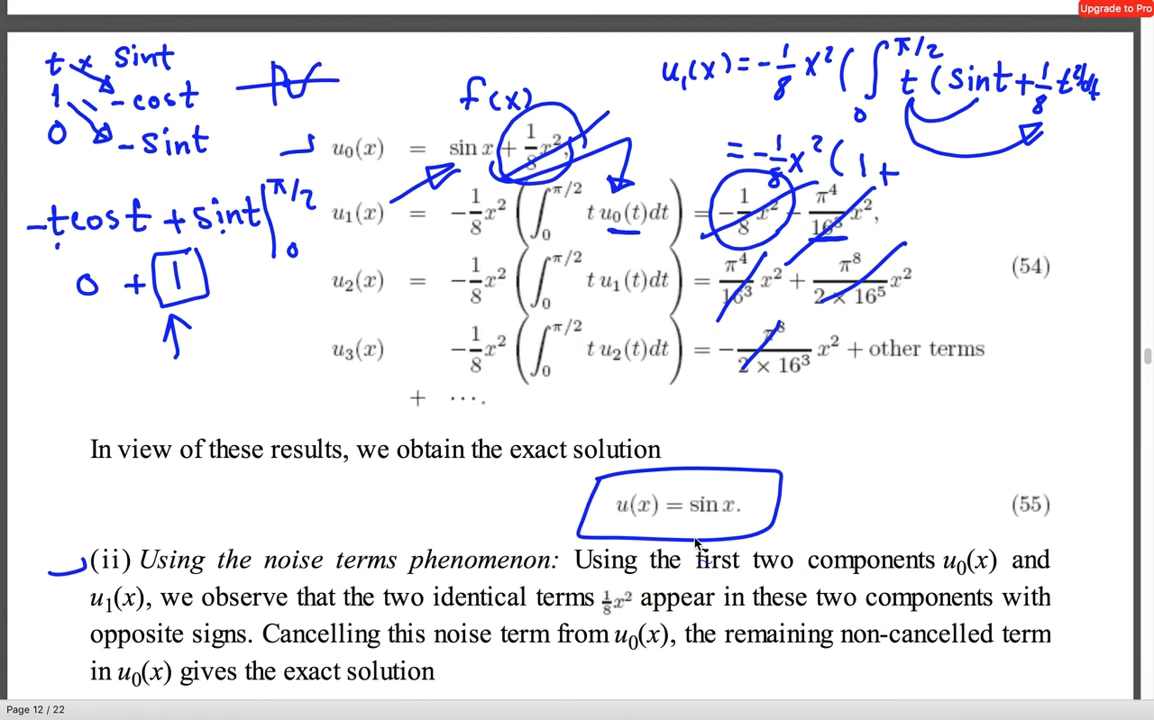 Upgrade to Pro
t × sint
1 -cost
0 -sint
-tcost + sint |₀^π/2
0 + 1
f(x)
u₁(x) = -1/8 x² ( ∫₀^π/2 t (sint + 1/8 t² dt
= -1/8 x² ( 1 +
u₀(x) = sin x + 1/8 x²,
u₁(x) = -1/8 x² ( ∫₀^π/2 t u₀(t)dt ) = -1/8 x² - π⁴/16³ x²,
u₂(x) = -1/8 x² ( ∫₀^π/2 t u₁(t)dt ) = π⁴/16³ x² + π⁸/2 × 16⁵ x² (54)
u₃(x) -1/8 x² ( ∫₀^π/2 t u₂(t)dt ) = -π⁸/2 × 16³ x² + other terms
+ ⋯.
In view of these results, we obtain the exact solution
u(x) = sin x. (55)
(ii) Using the noise terms phenomenon: Using the first two components u₀(x) and
u₁(x), we observe that the two identical terms 1/8 x² appear in these two components with
opposite signs. Cancelling this noise term from u₀(x), the remaining non-cancelled term
in u₀(x) gives the exact solution
Page 12 / 22